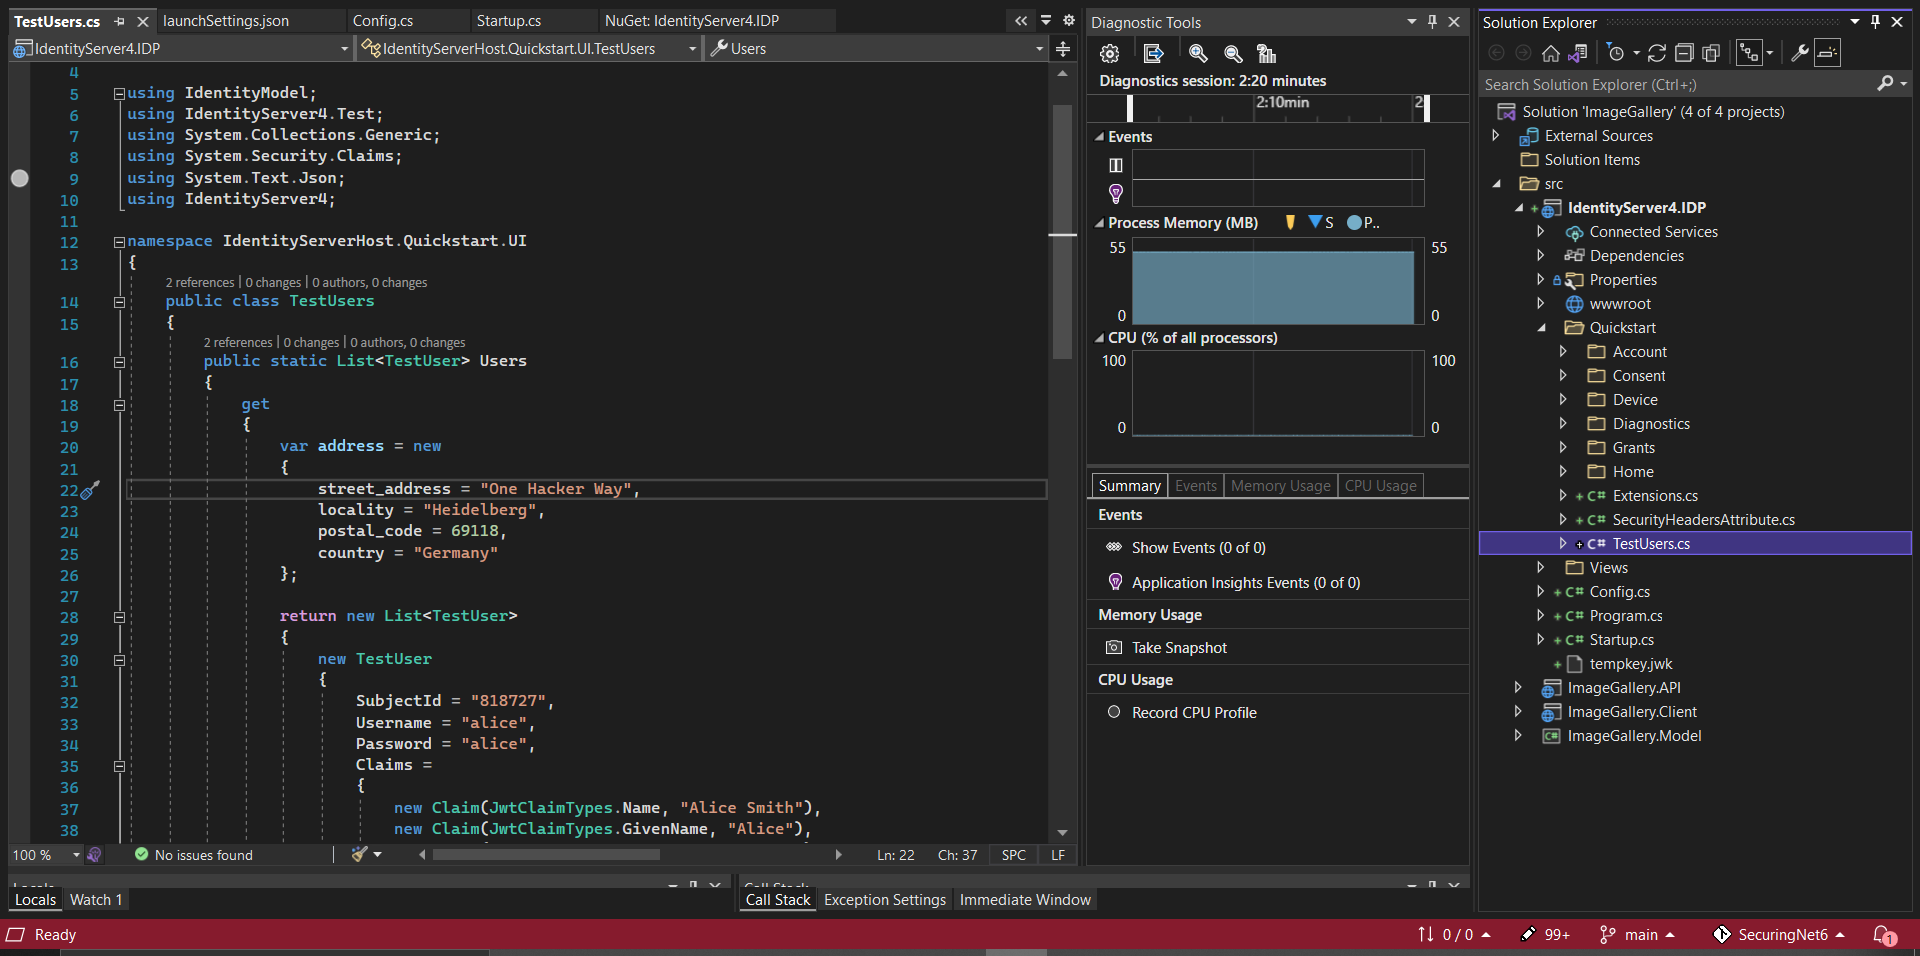 TestUsers.cs
launchSettings.json
Config.cs
Startup.cs
NuGet: IdentityServer4.IDP
IdentityServer4.IDP
IdentityServerHost.Quickstart.UI.TestUsers
Users
4
5 using IdentityModel;
6 using IdentityServer4.Test;
7 using System.Collections.Generic;
8 using System.Security.Claims;
9 using System.Text.Json;
10 using IdentityServer4;
11
12 namespace IdentityServerHost.Quickstart.UI
13 {
2 references | 0 changes | 0 authors, 0 changes
14 public class TestUsers
15 {
2 references | 0 changes | 0 authors, 0 changes
16 public static List<TestUser> Users
17 {
18 get
19 {
20 var address = new
21 {
22 street_address = "One Hacker Way",
23 locality = "Heidelberg",
24 postal_code = 69118,
25 country = "Germany"
26 };
27
28 return new List<TestUser>
29 {
30 new TestUser
31 {
32 SubjectId = "818727",
33 Username = "alice",
34 Password = "alice",
35 Claims =
36 {
37 new Claim(JwtClaimTypes.Name, "Alice Smith"),
38 new Claim(JwtClaimTypes.GivenName, "Alice"),
100 %
No issues found
Ln: 22
Ch: 37
SPC
LF
Diagnostic Tools
Diagnostics session: 2:20 minutes
2:10min
2
Events
Process Memory (MB)
S
P..
55
55
0
0
CPU (% of all processors)
100
100
0
0
Summary
Events
Memory Usage
CPU Usage
Events
Show Events (0 of 0)
Application Insights Events (0 of 0)
Memory Usage
Take Snapshot
CPU Usage
Record CPU Profile
Solution Explorer
Search Solution Explorer (Ctrl+;)
Solution 'ImageGallery' (4 of 4 projects)
External Sources
Solution Items
src
IdentityServer4.IDP
Connected Services
Dependencies
Properties
wwwroot
Quickstart
Account
Consent
Device
Diagnostics
Grants
Home
C# Extensions.cs
C# SecurityHeadersAttribute.cs
C# TestUsers.cs
Views
C# Config.cs
C# Program.cs
C# Startup.cs
tempkey.jwk
ImageGallery.API
ImageGallery.Client
C# ImageGallery.Model
Locals
Locals
Watch 1
Call Stack
Call Stack
Exception Settings
Immediate Window
Ready
0 / 0
99+
main
SecuringNet6
1